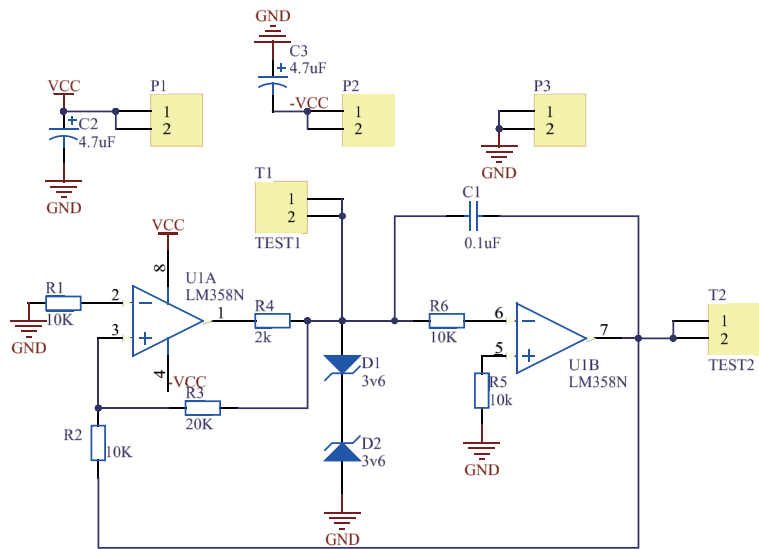 GND
C3
4.7uF
VCC
P1
P2
P3
1
2
C2
4.7uF
-VCC
1
2
1
2
GND
GND
T1
1
2
TEST1
C1
0.1uF
VCC
8
U1A
LM358N
R1
10K
2
3
1
R4
2k
R6
10K
6
5
7
U1B
LM358N
T2
1
2
TEST2
GND
4
-VCC
R3
20K
D1
3v6
R5
10k
R2
10K
D2
3v6
GND
GND